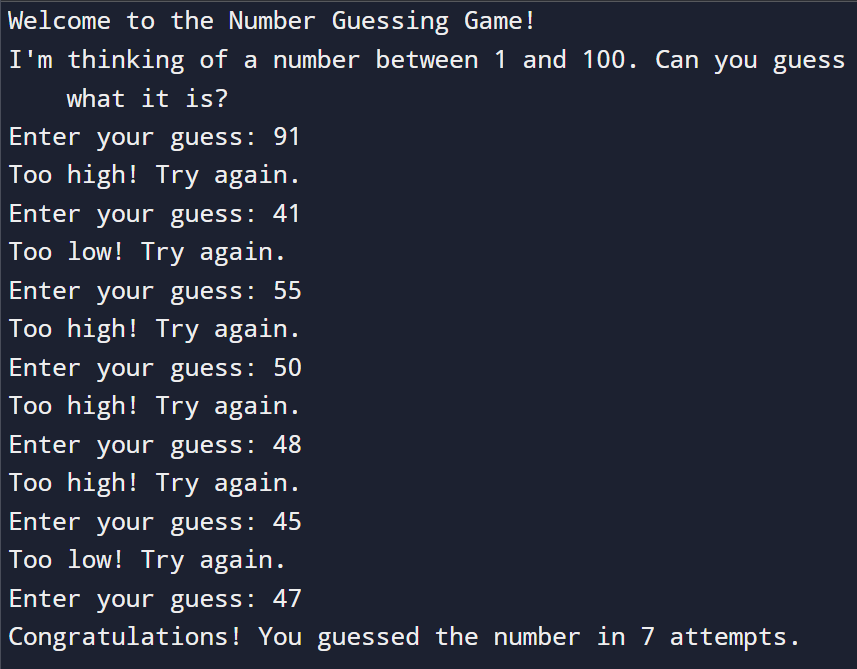 Welcome to the Number Guessing Game!
I'm thinking of a number between 1 and 100. Can you guess
what it is?
Enter your guess: 91
Too high! Try again.
Enter your guess: 41
Too low! Try again.
Enter your guess: 55
Too high! Try again.
Enter your guess: 50
Too high! Try again.
Enter your guess: 48
Too high! Try again.
Enter your guess: 45
Too low! Try again.
Enter your guess: 47
Congratulations! You guessed the number in 7 attempts.